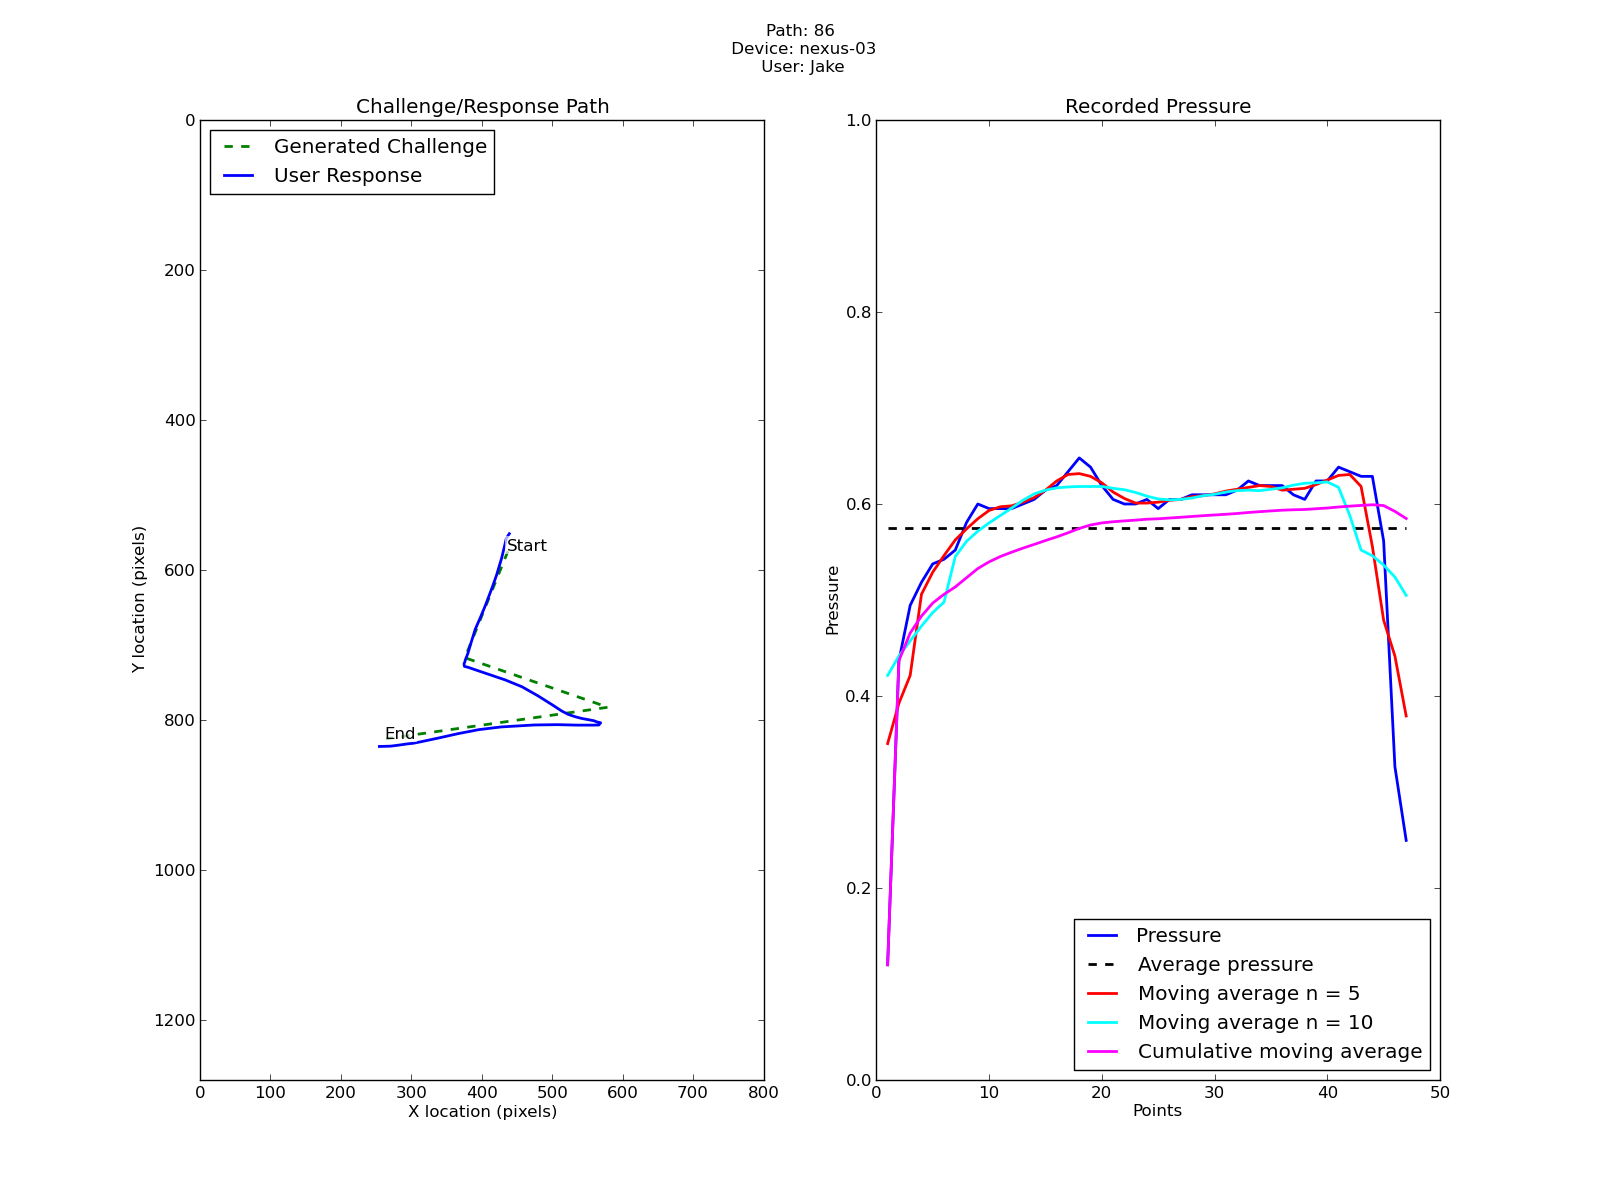 Path: 86
Device: nexus-03
User: Jake
Challenge/Response Path
Generated Challenge
User Response
0
200
400
600
800
1000
1200
Y location (pixels)
Start
End
0 100 200 300 400 500 600 700 800
X location (pixels)
Recorded Pressure
1.0
0.8
0.6
0.4
0.2
0.0
Pressure
Pressure
Average pressure
Moving average n = 5
Moving average n = 10
Cumulative moving average
0 10 20 30 40 50
Points